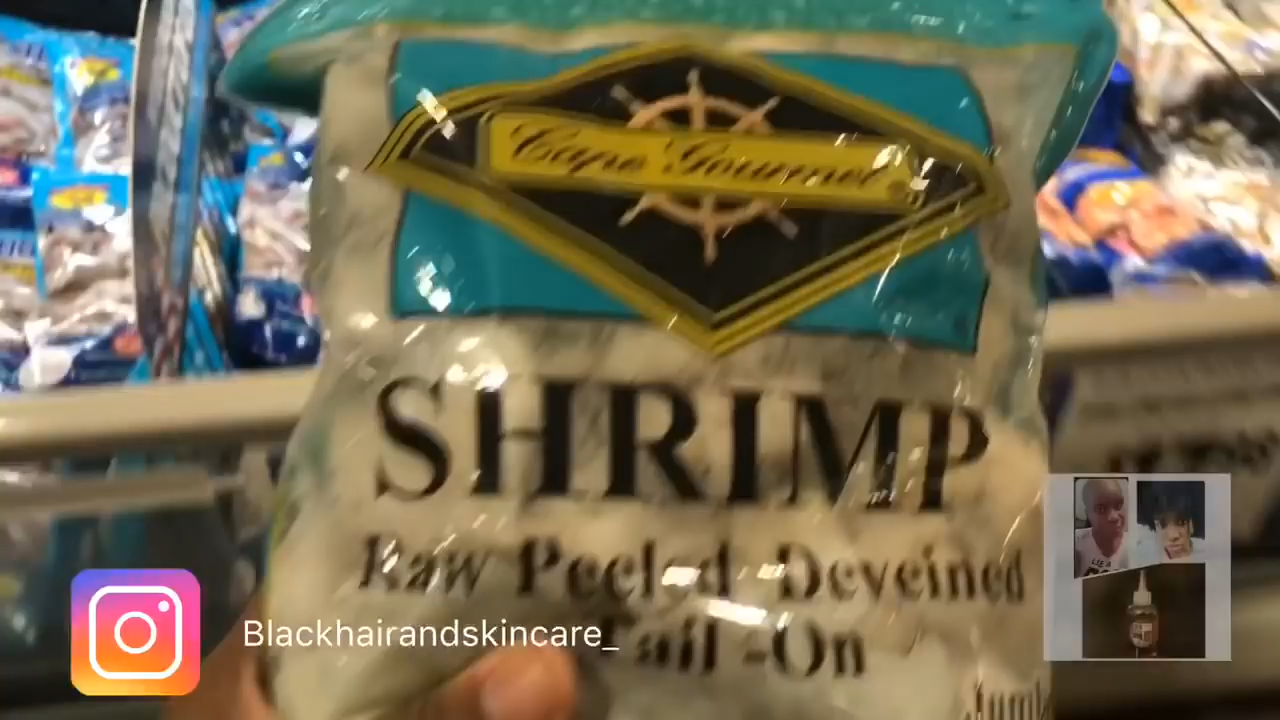 Cape Gourmet
SHRIMP
Raw Peeled -Deveined
Tail -On
Blackhairandskincare_